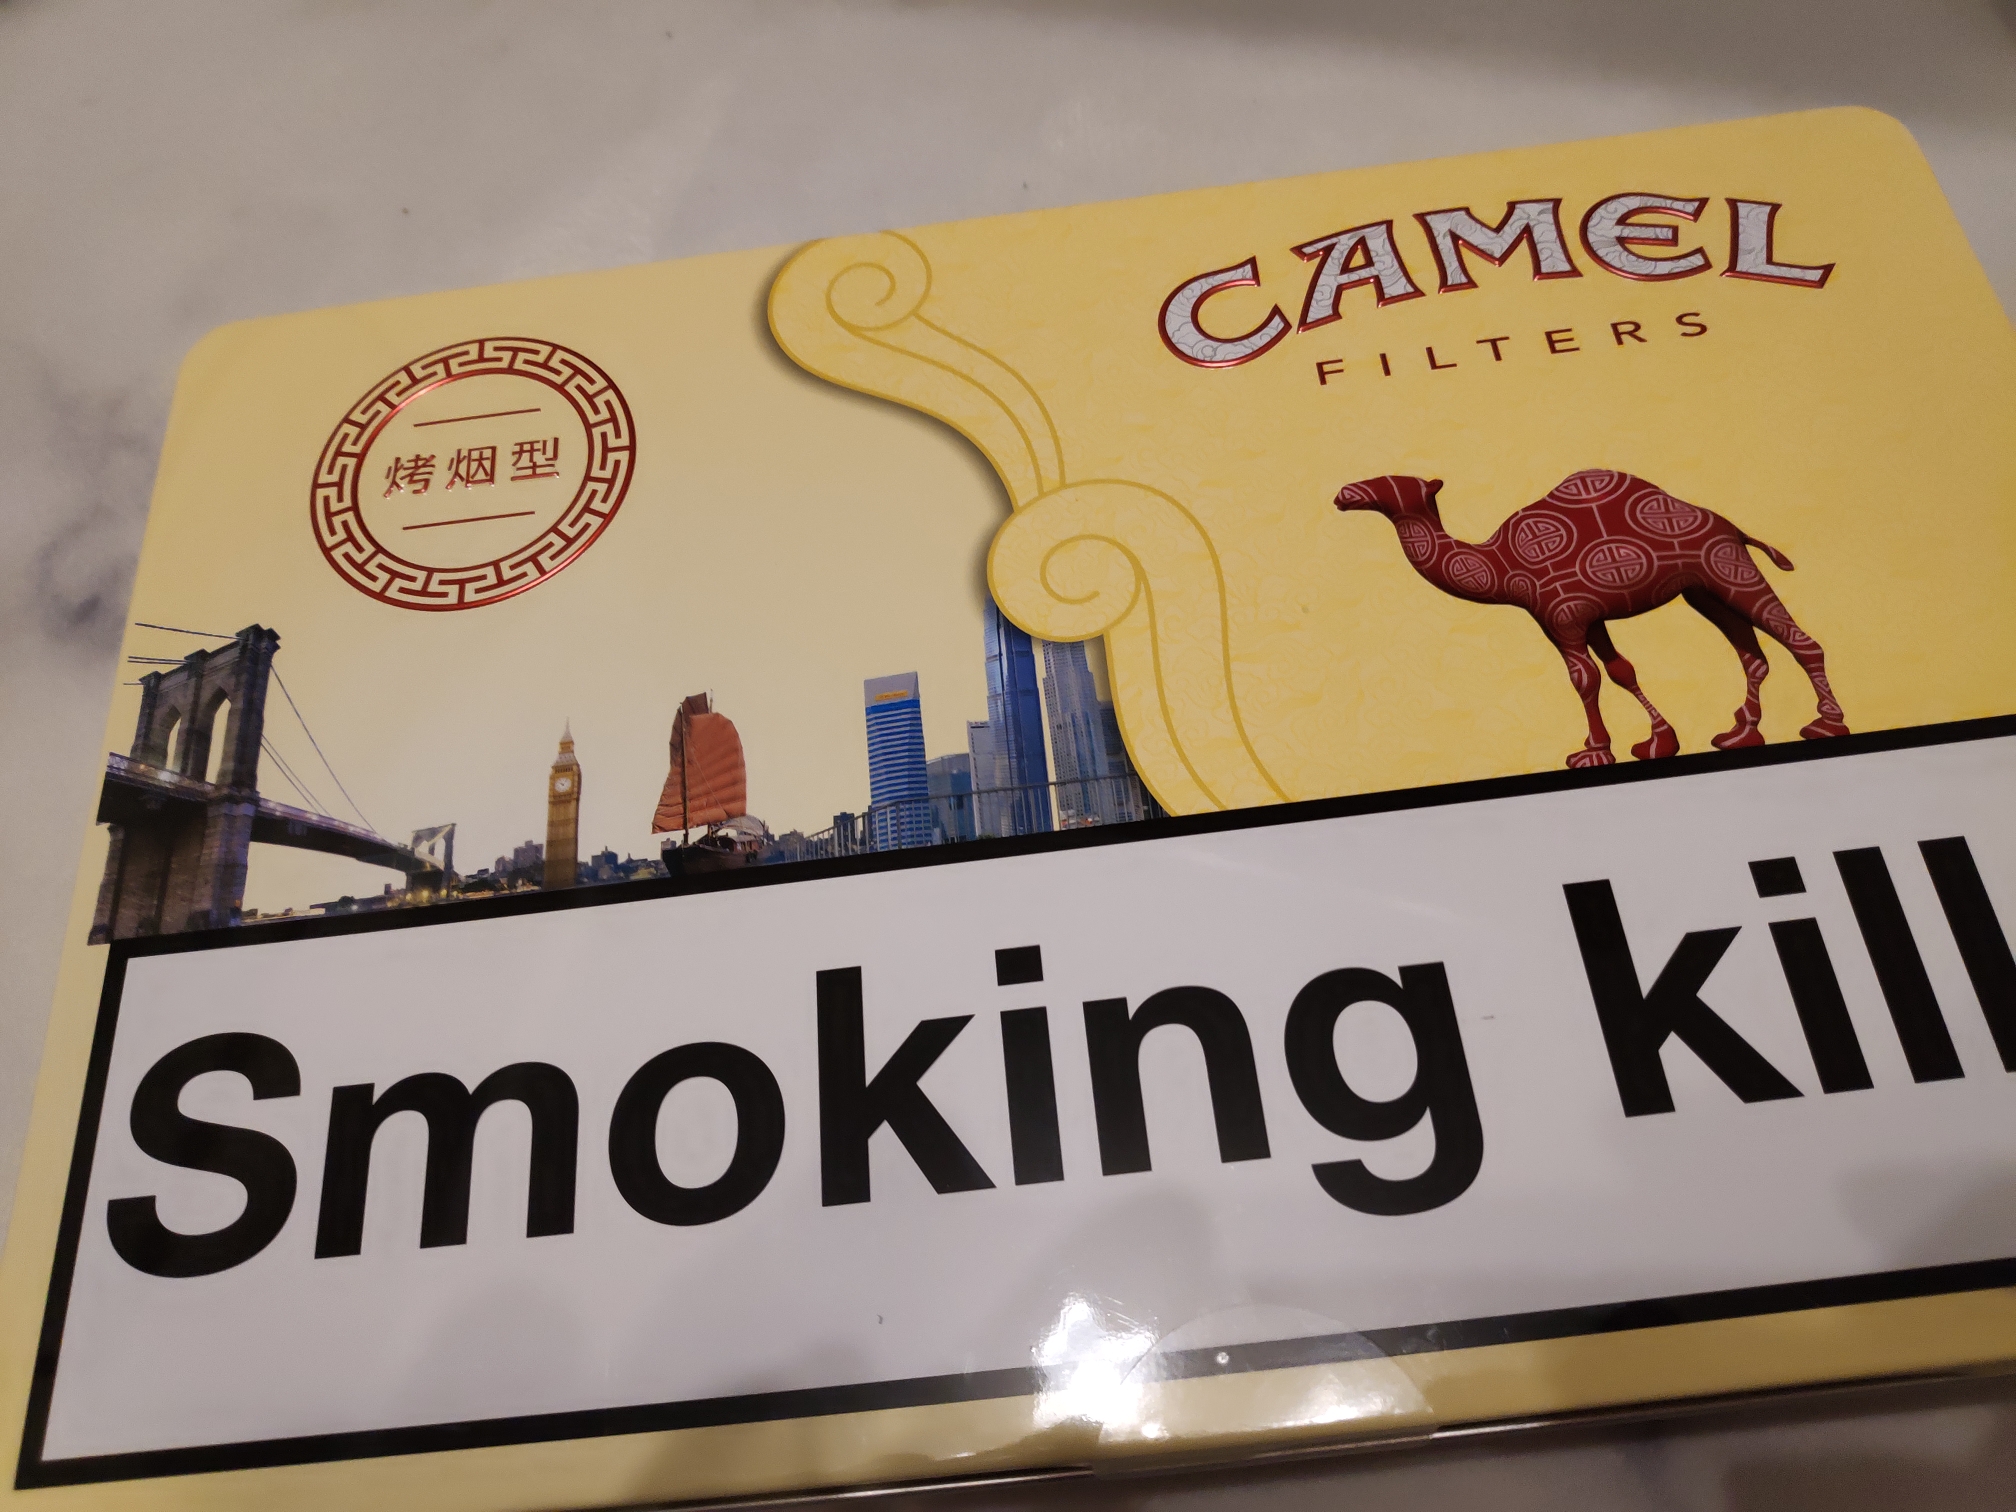 CAMEL
FILTERS
烤烟型
Smoking kill